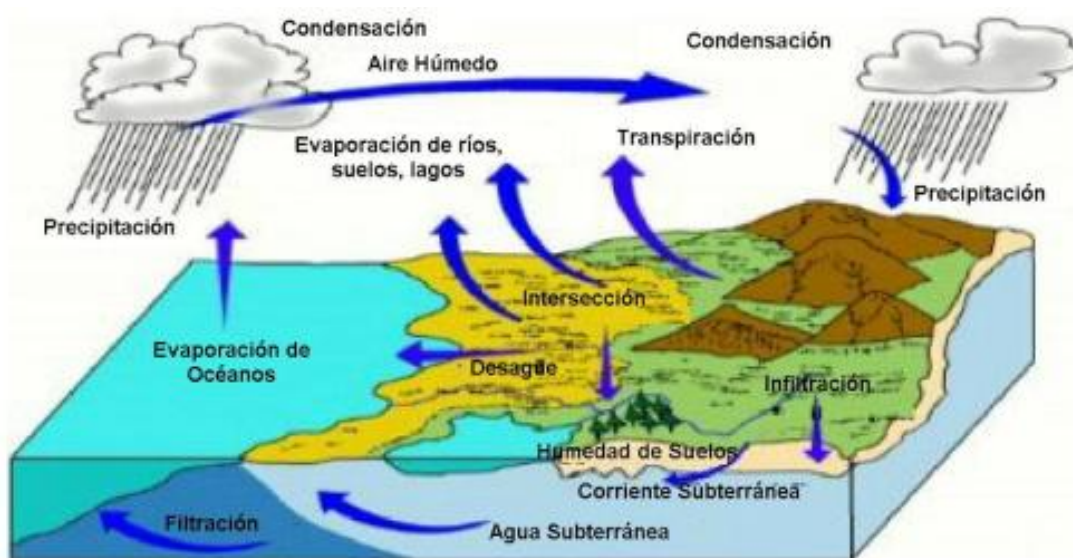 Condensación
Condensación
Aire Húmedo
Evaporación de ríos,
suelos, lagos
Transpiración
Precipitación
Precipitación
Intersección
Evaporación de
Océanos
Desague
Infiltración
Humedad de Suelos
Corriente Subterránea
Filtración
Agua Subterránea